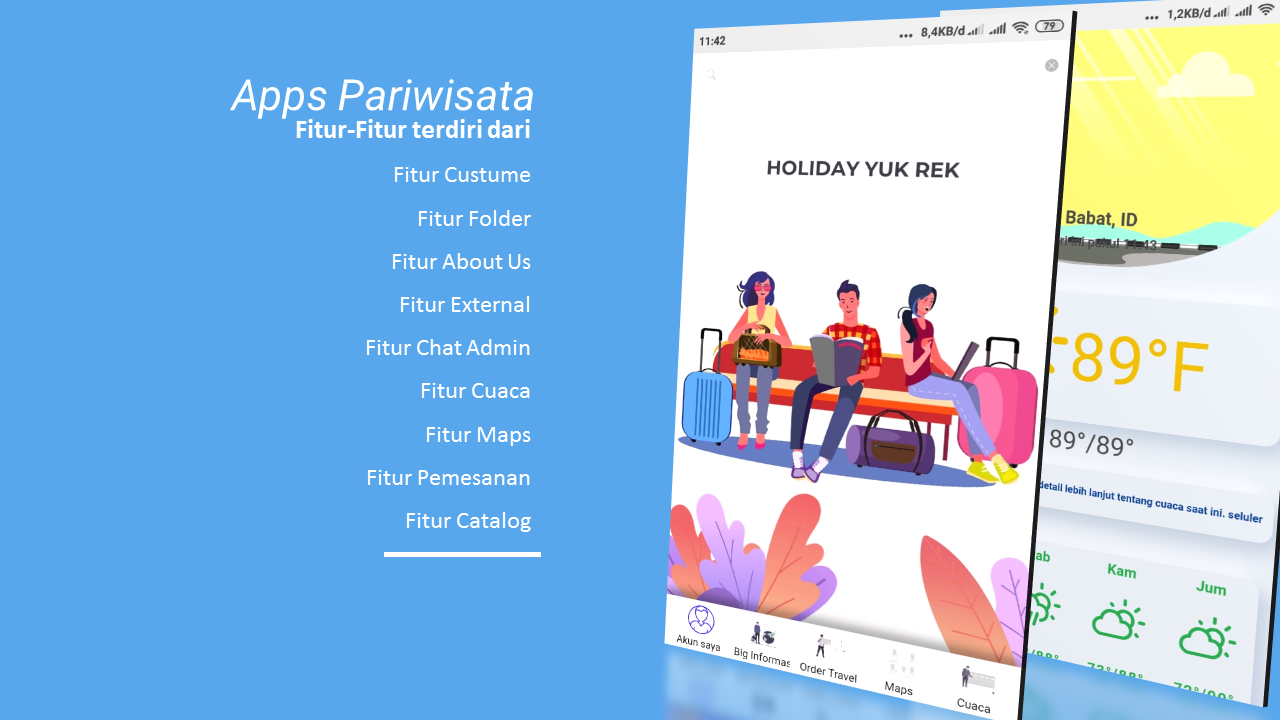 Apps Pariwisata
Fitur-Fitur terdiri dari
Fitur Custume
Fitur Folder
Fitur About Us
Fitur External
Fitur Chat Admin
Fitur Cuaca
Fitur Maps
Fitur Pemesanan
Fitur Catalog
11:42
... 8,4KB/d
79
HOLIDAY YUK REK
Akun saya
Big Informas
Order Travel
Maps
Cuaca
... 1,2KB/d
Babat, ID
pukul 11:43
89°F
89°/89°
detail lebih lanjut tentang cuaca saat ini. seluler
ab
Kam
Jum